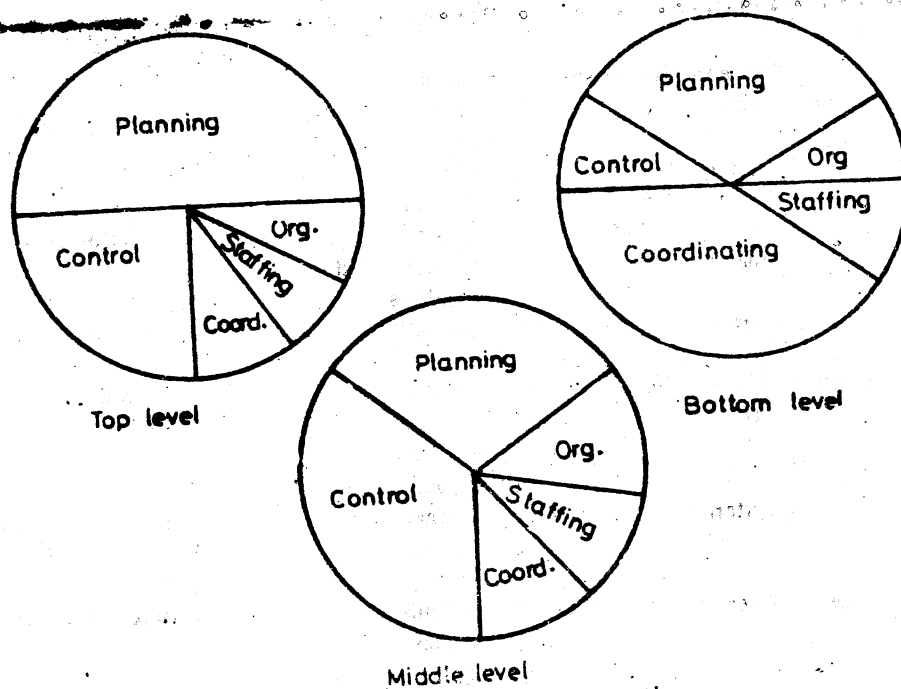 Planning
Org.
Staffing
Coord.
Control
Top level
Planning
Org
Staffing
Coordinating
Control
Bottom level
Planning
Org.
Staffing
Coord.
Control
Middle level